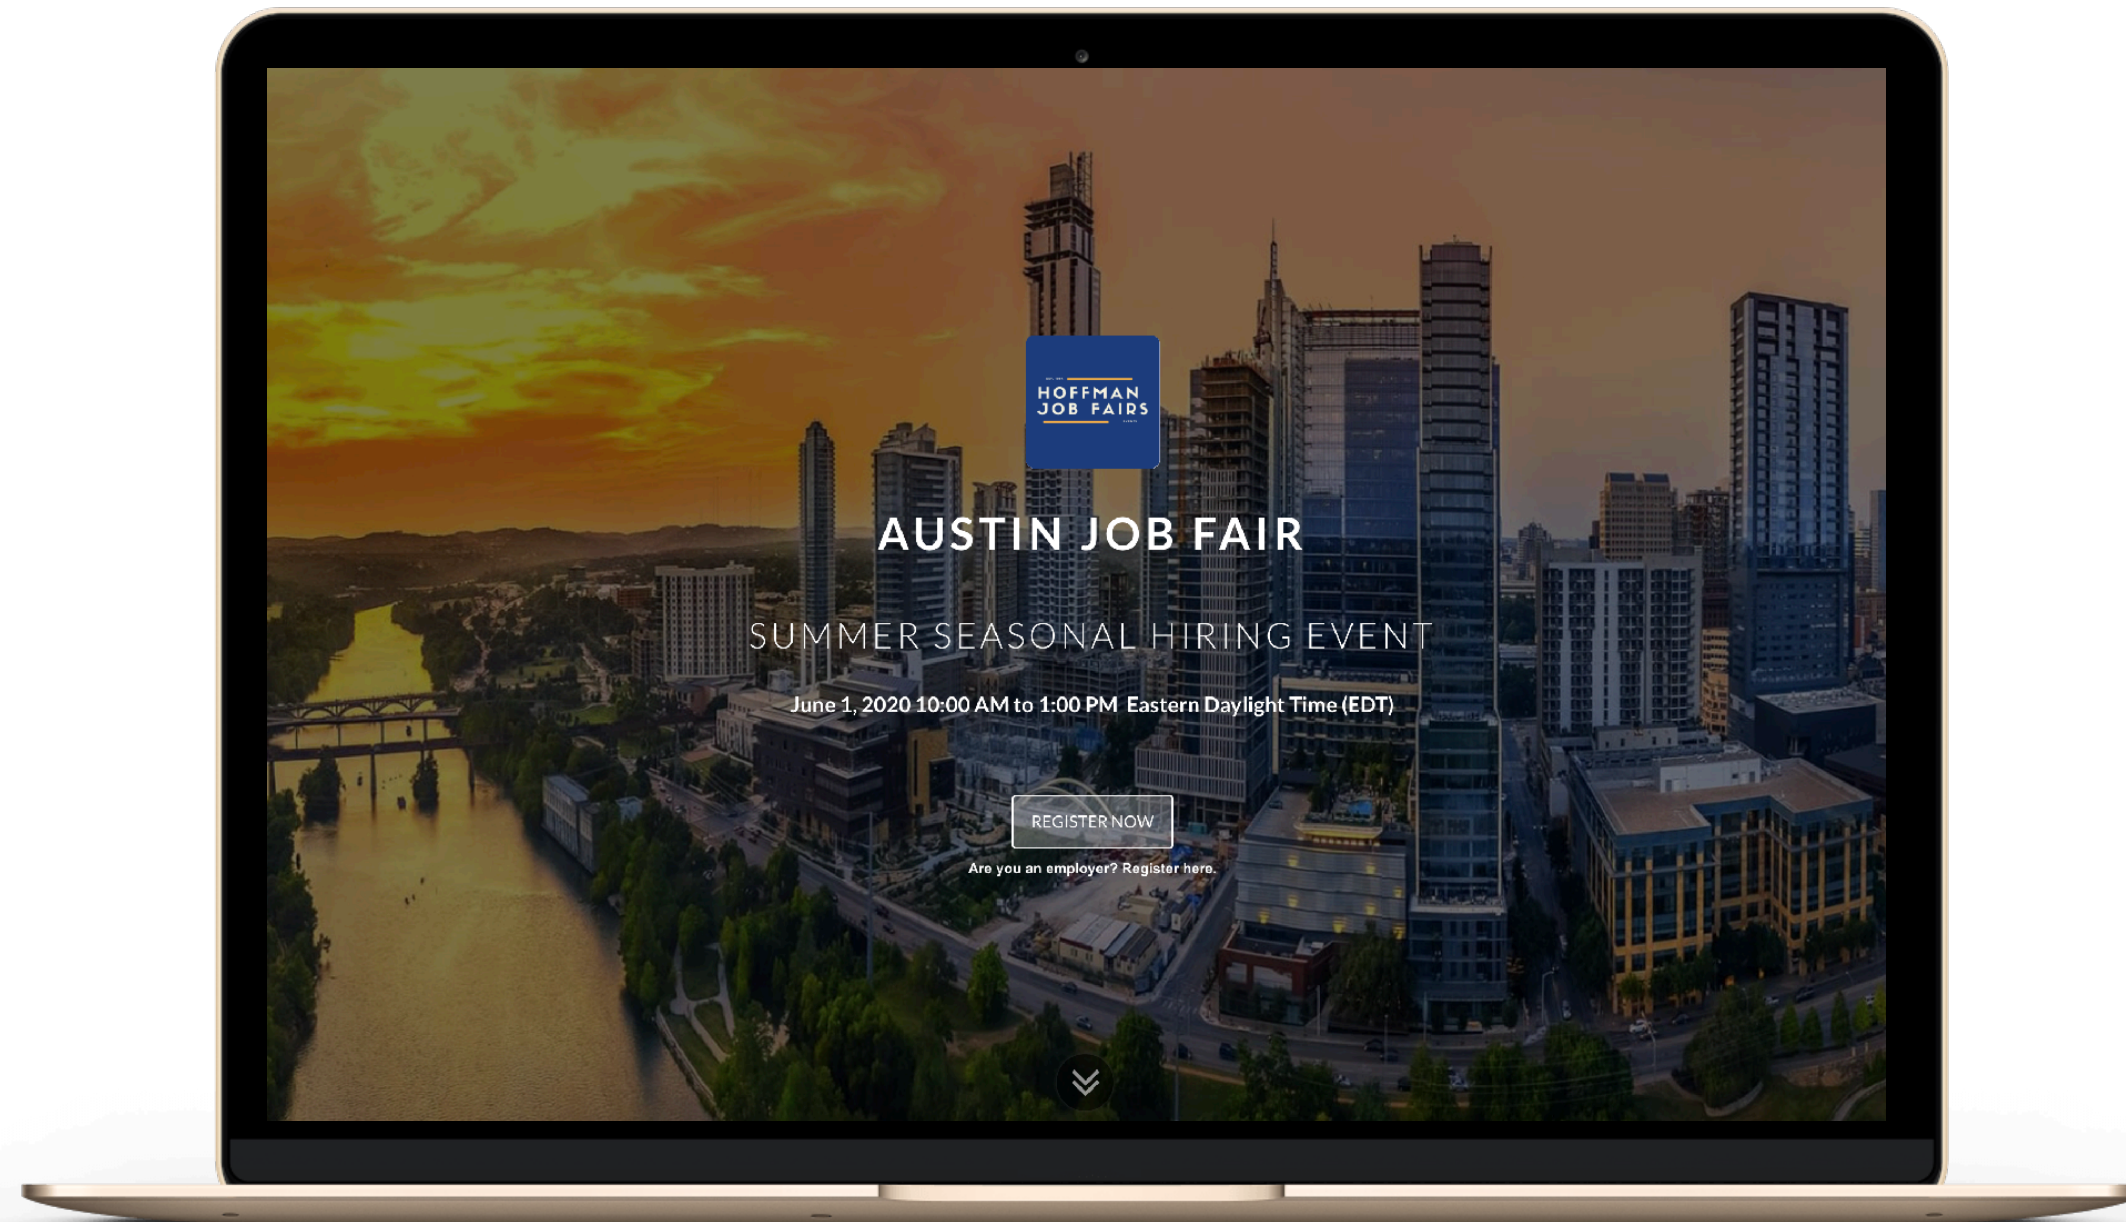 HOFFMAN
JOB FAIRS
EVENTS
AUSTIN JOB FAIR
SUMMER SEASONAL HIRING EVENT
June 1, 2020 10:00 AM to 1:00 PM Eastern Daylight Time (EDT)
REGISTER NOW
Are you an employer? Register here.